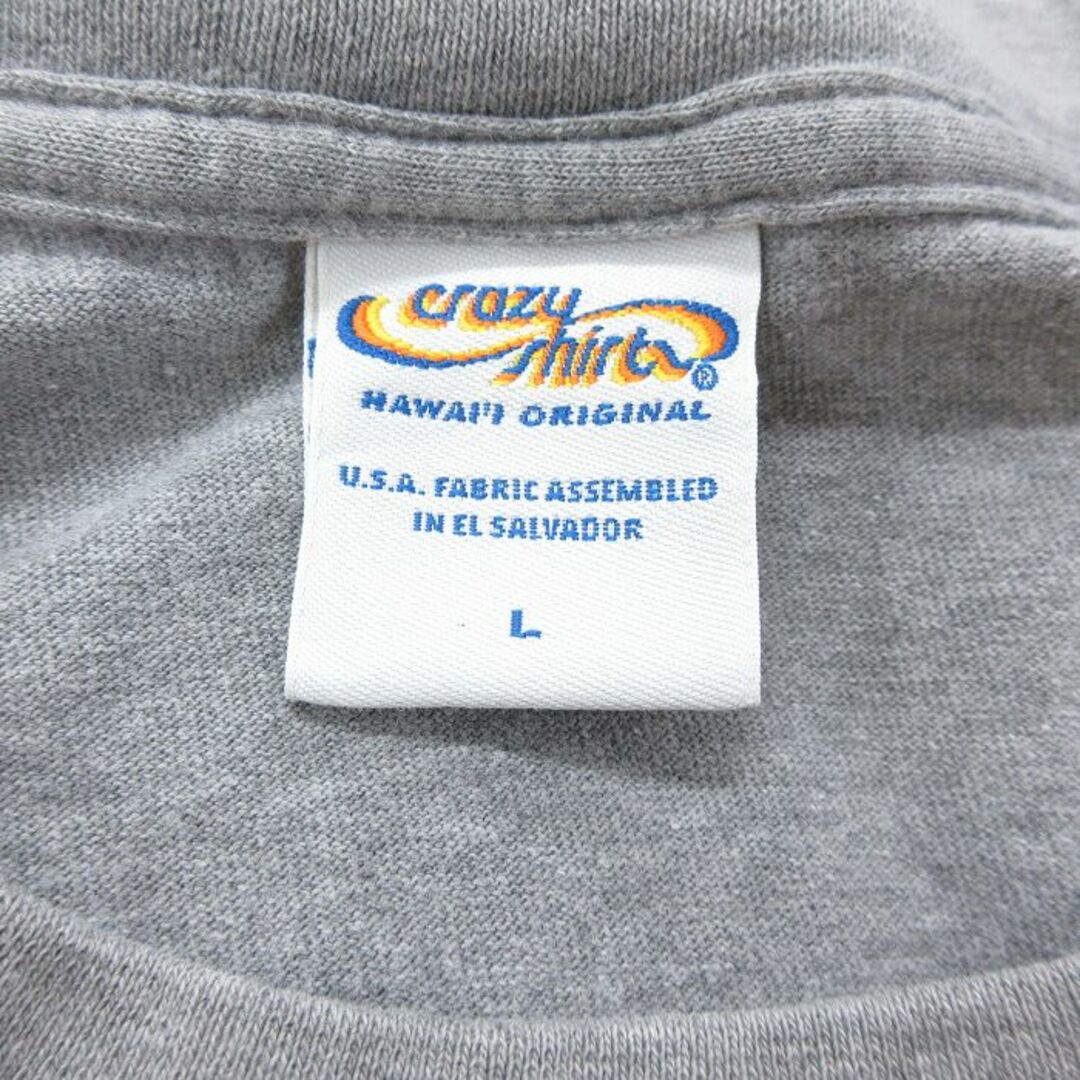 crazy
shirts®
HAWAI'I ORIGINAL
U.S.A. FABRIC ASSEMBLED
IN EL SALVADOR
L